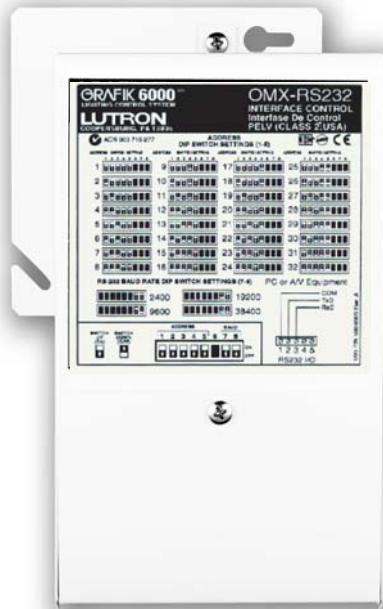 GRAFIK 6000
LIGHTING CONTROL SYSTEM
LUTRON
COOPERSBURG, PA 18036
OMX-RS232
INTERFACE CONTROL
Interfase De Control
PELV (CLASS 2:USA)
ADDRESS
DIP SWITCH SETTINGS (1-6)
1 9 17 25
2 10 18 26
3 11 19 27
4 12 20 28
5 13 21 29
6 14 22 30
7 15 23 31
8 16 24 32
RS-232 BAUD RATE DIP SWITCH SETTINGS (7-8)
2400 19200
9600 38400
PC or A/V Equipment
COM
TxD
RxD
1 2 3 4 5
RS232 I/O
ADDRESS BAUD
1 2 3 4 5 6 7 8
ON
OFF